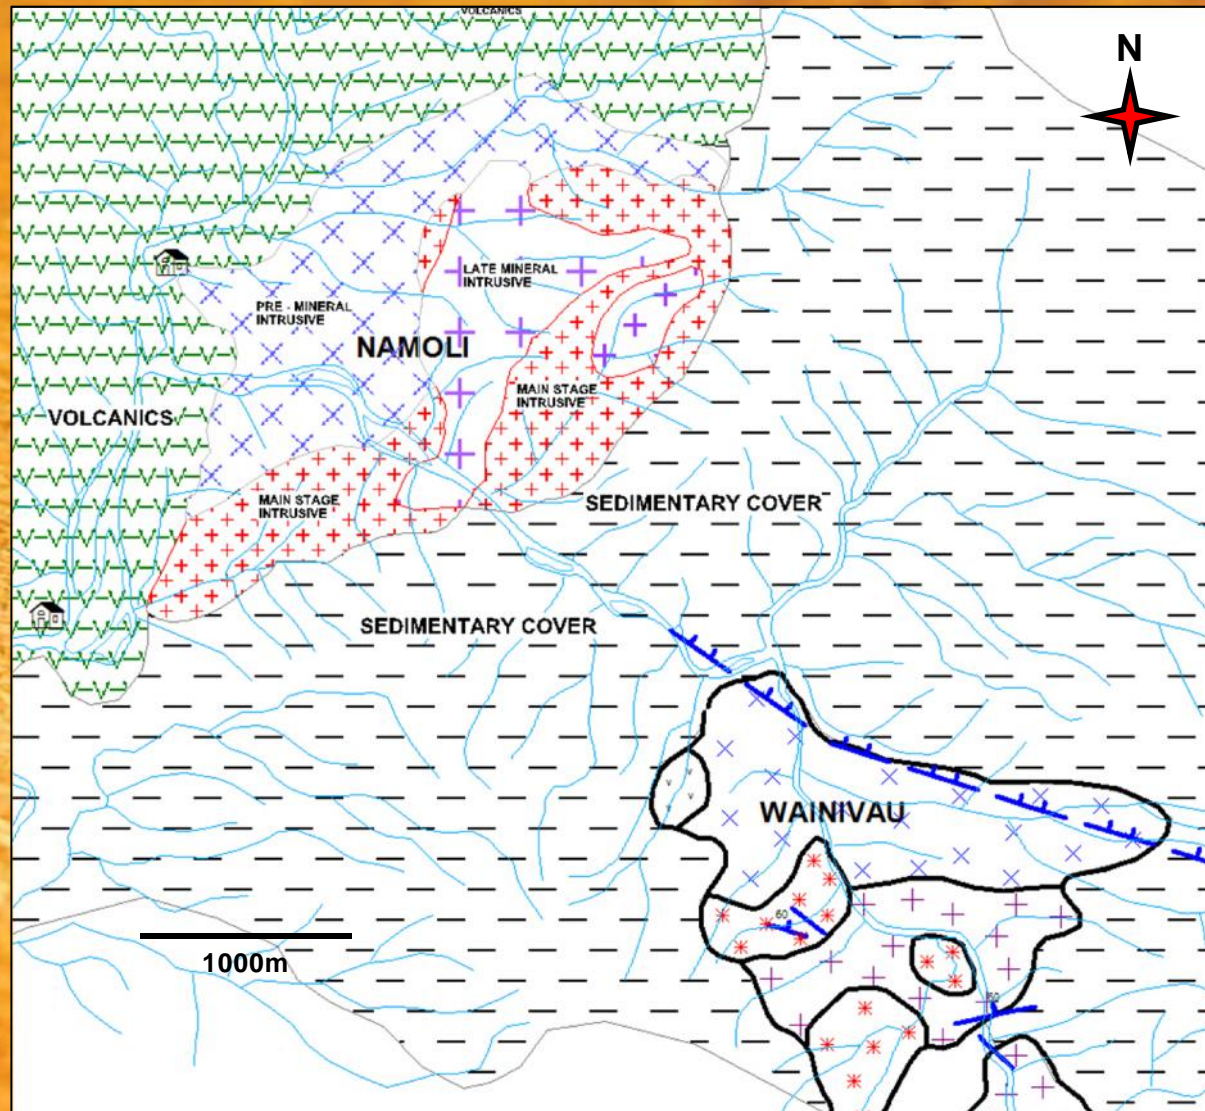 VOLCANICS
N
LATE MINERAL
INTRUSIVE
PRE - MINERAL
INTRUSIVE
NAMOLI
MAIN STAGE
INTRUSIVE
VOLCANICS
MAIN STAGE
INTRUSIVE
SEDIMENTARY COVER
SEDIMENTARY COVER
WAINIVAU
60
1000m
60